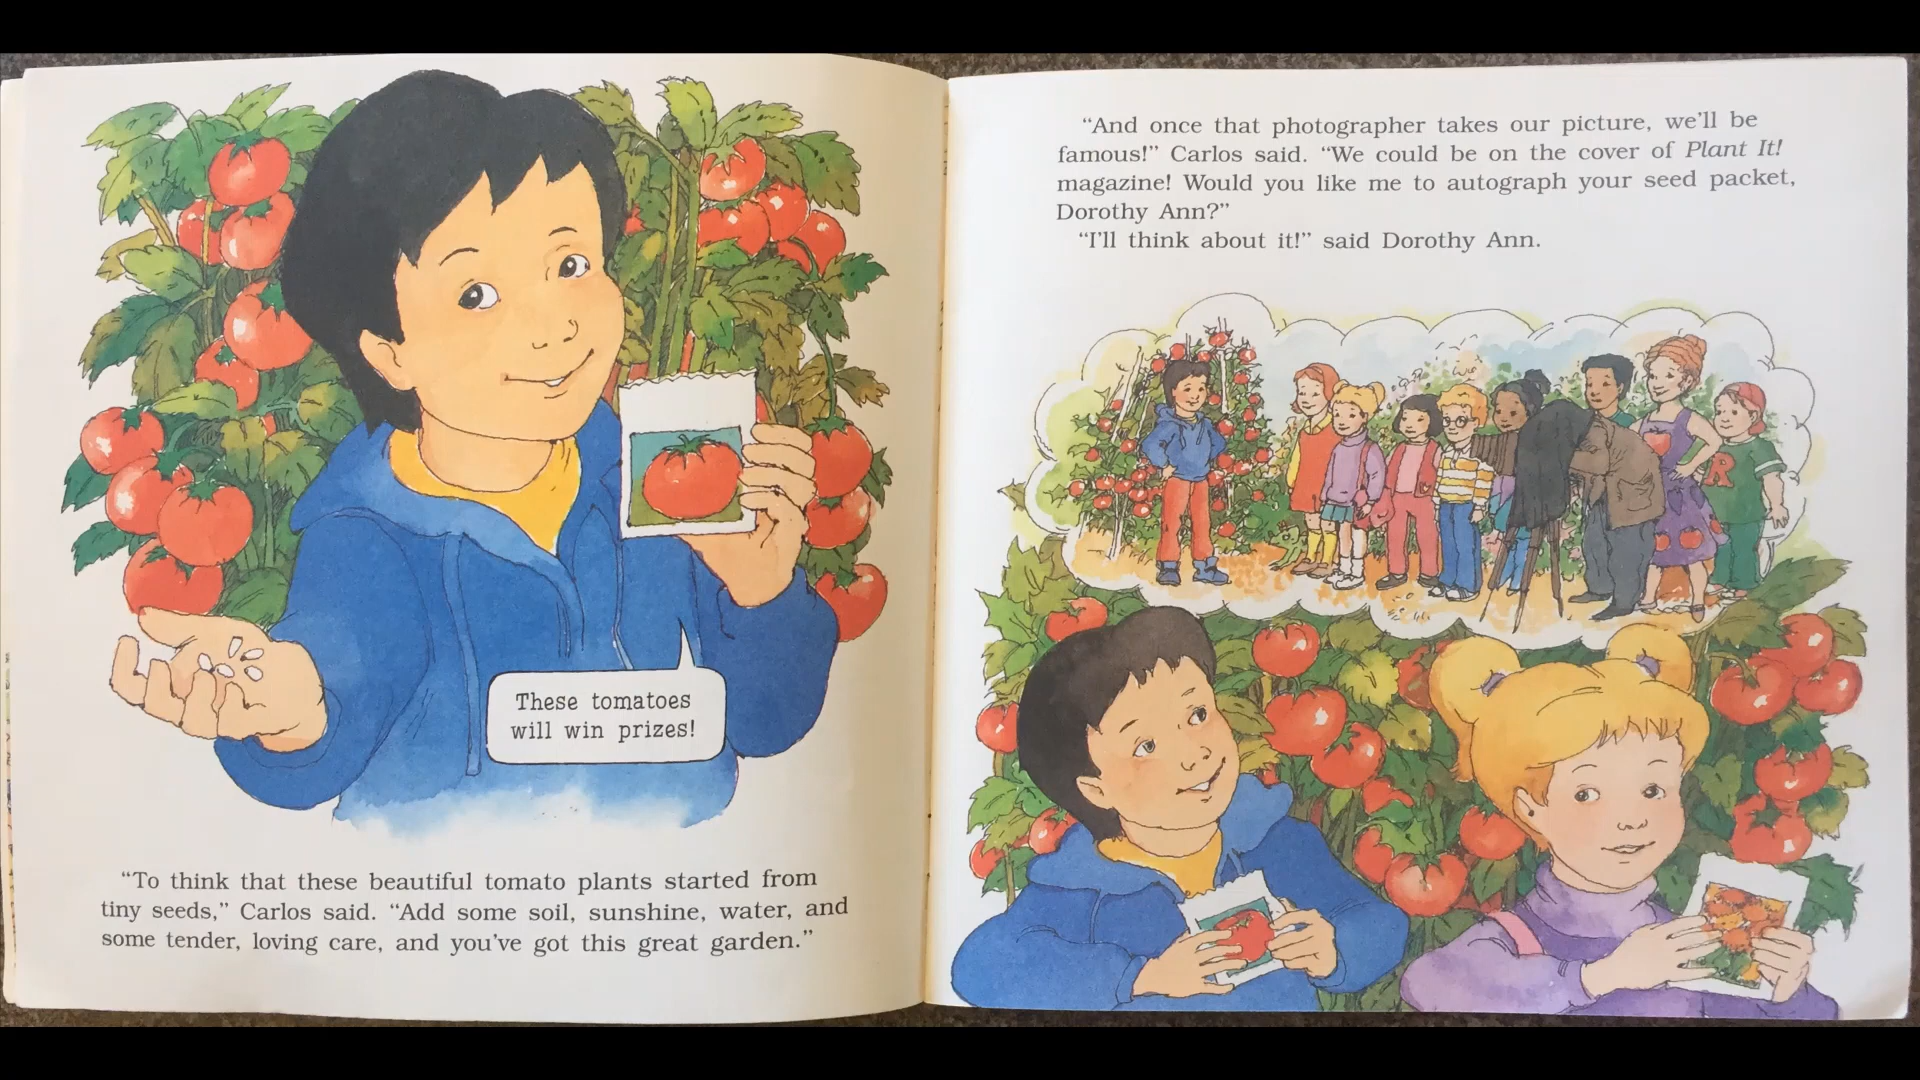 These tomatoes
will win prizes!
“To think that these beautiful tomato plants started from
tiny seeds,” Carlos said. “Add some soil, sunshine, water, and
some tender, loving care, and you’ve got this great garden.”
“And once that photographer takes our picture, we’ll be
famous!” Carlos said. “We could be on the cover of Plant It!
magazine! Would you like me to autograph your seed packet,
Dorothy Ann?”
“I’ll think about it!” said Dorothy Ann.
R